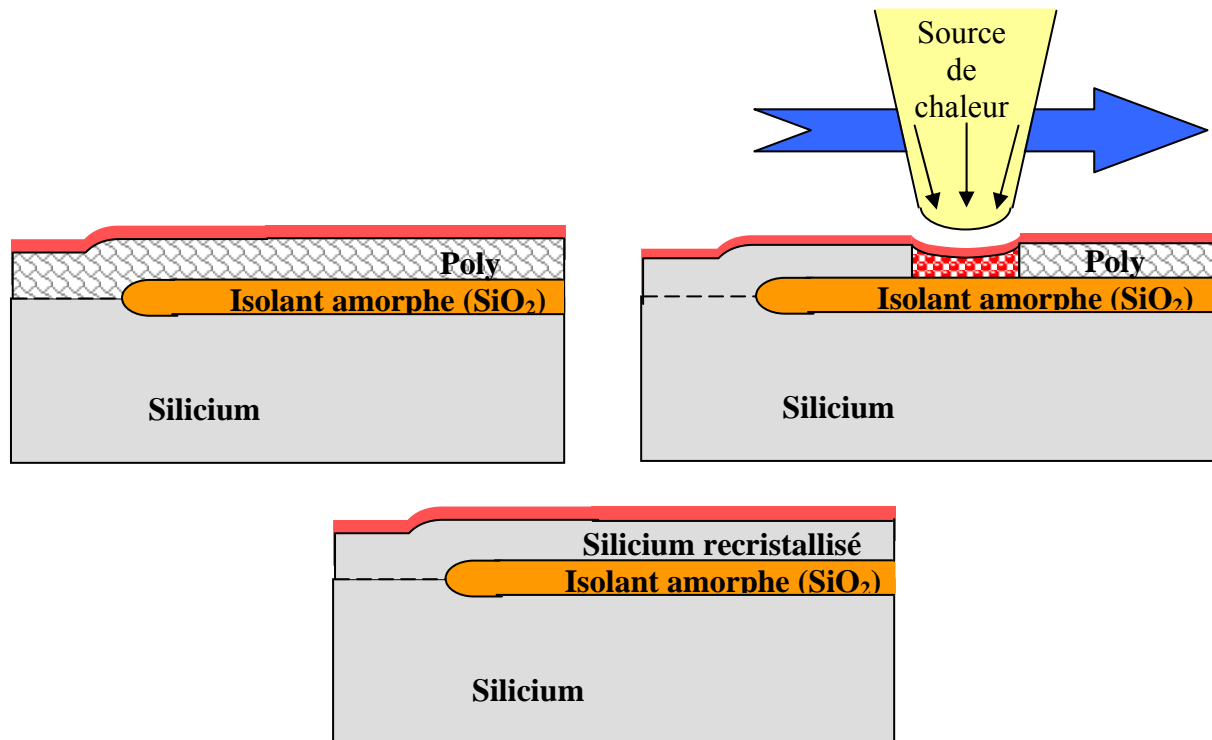 Source
de
chaleur
Poly
Isolant amorphe (SiO₂)
Silicium
Poly
Isolant amorphe (SiO₂)
Silicium
Silicium recristallisé
Isolant amorphe (SiO₂)
Silicium